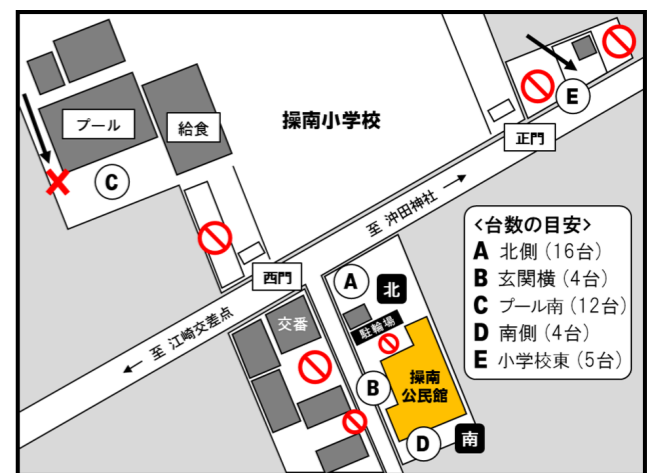 プール
給食
操南小学校
C
E
正門
至 沖田神社
西門
A
北
駐輪場
交番
至 江崎交差点
B
操南
公民館
D
南
<台数の目安>
A 北側 (16台)
B 玄関横 (4台)
C プール南 (12台)
D 南側 (4台)
E 小学校東 (5台)